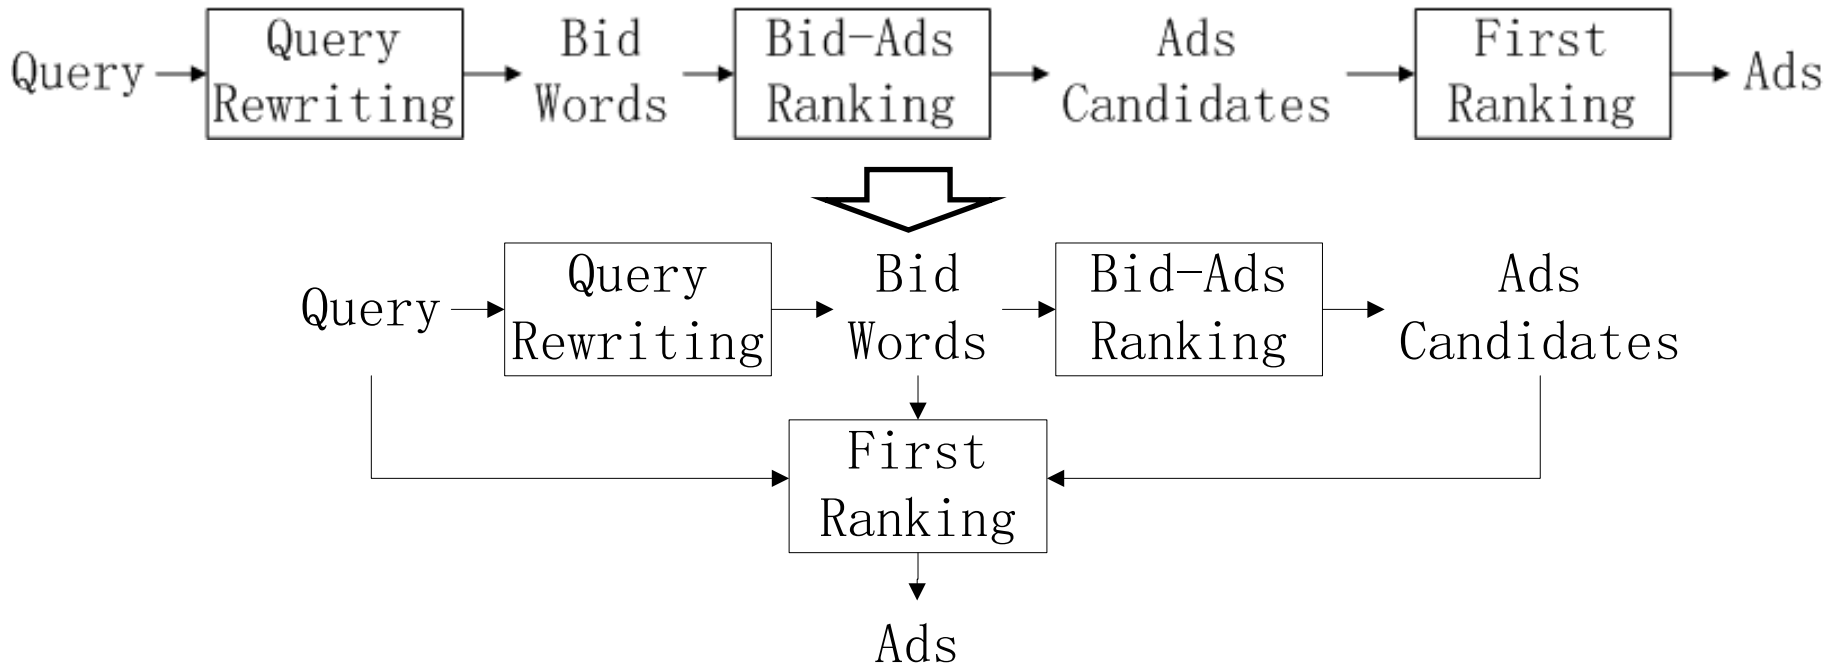 Query
Query
Rewriting
Bid
Words
Bid-Ads
Ranking
Ads
Candidates
First
Ranking
Ads
Query
Query
Rewriting
Bid
Words
Bid-Ads
Ranking
Ads
Candidates
First
Ranking
Ads